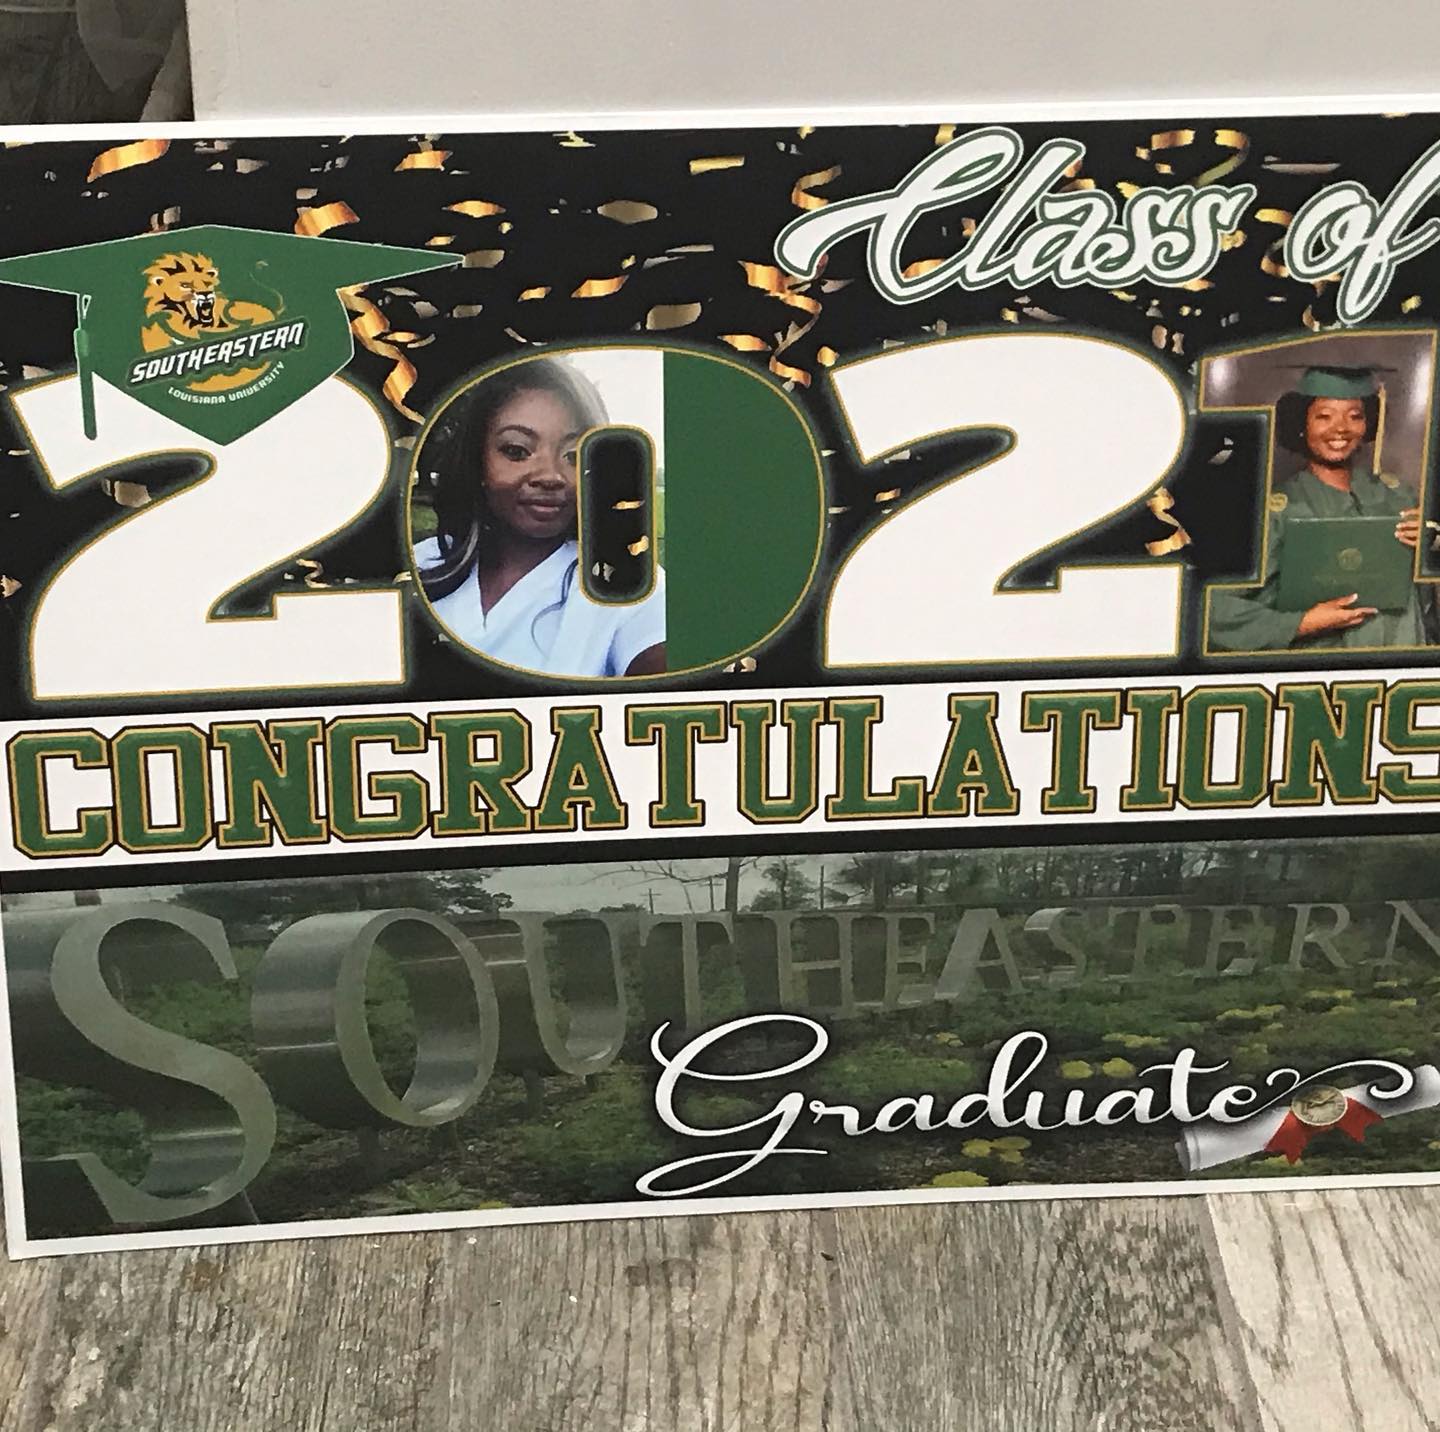 Class of
SOUTHEASTERN
LOUISIANA UNIVERSITY
2021
CONGRATULATIONS
SOUTHEASTERN
Graduate